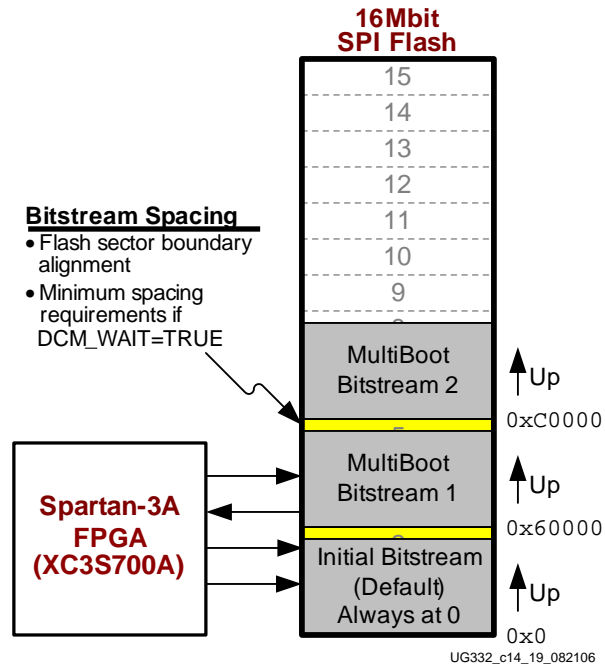 16Mbit
SPI Flash
15
14
13
12
11
10
9
Bitstream Spacing
• Flash sector boundary
alignment
• Minimum spacing
requirements if
DCM_WAIT=TRUE
MultiBoot
Bitstream 2
Up
0xC0000
MultiBoot
Bitstream 1
Up
0x60000
Spartan-3A
FPGA
(XC3S700A)
Initial Bitstream
(Default)
Always at 0
Up
0x0
UG332_c14_19_082106